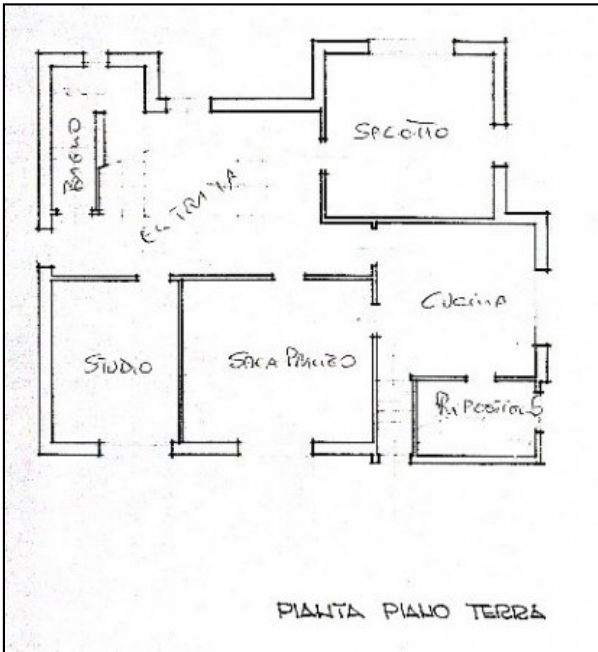 SALOTTO
BAGNO
ENTRATA
CUCINA
STUDIO
SALA PRANZO
RIPOSTIGLIO
PIANTA PIANO TERRA